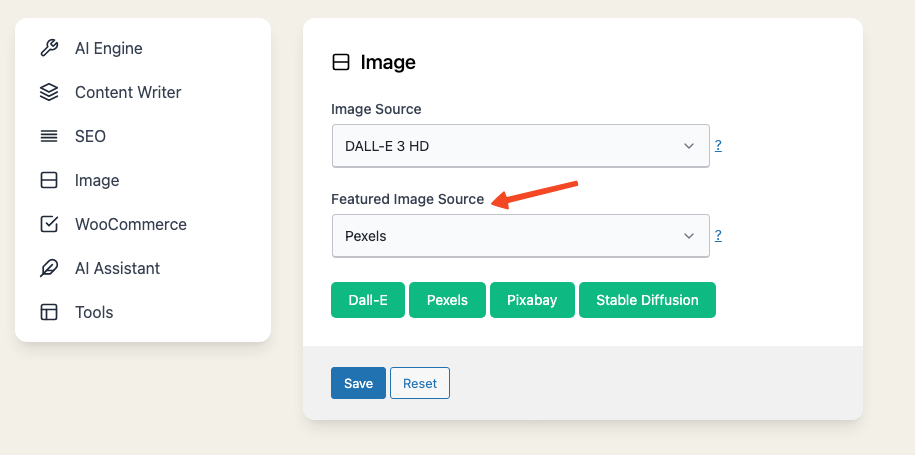 AI Engine
Content Writer
SEO
Image
WooCommerce
AI Assistant
Tools
Image
Image Source
DALL-E 3 HD
?
Featured Image Source
Pexels
?
Dall-E Pexels Pixabay Stable Diffusion
Save Reset